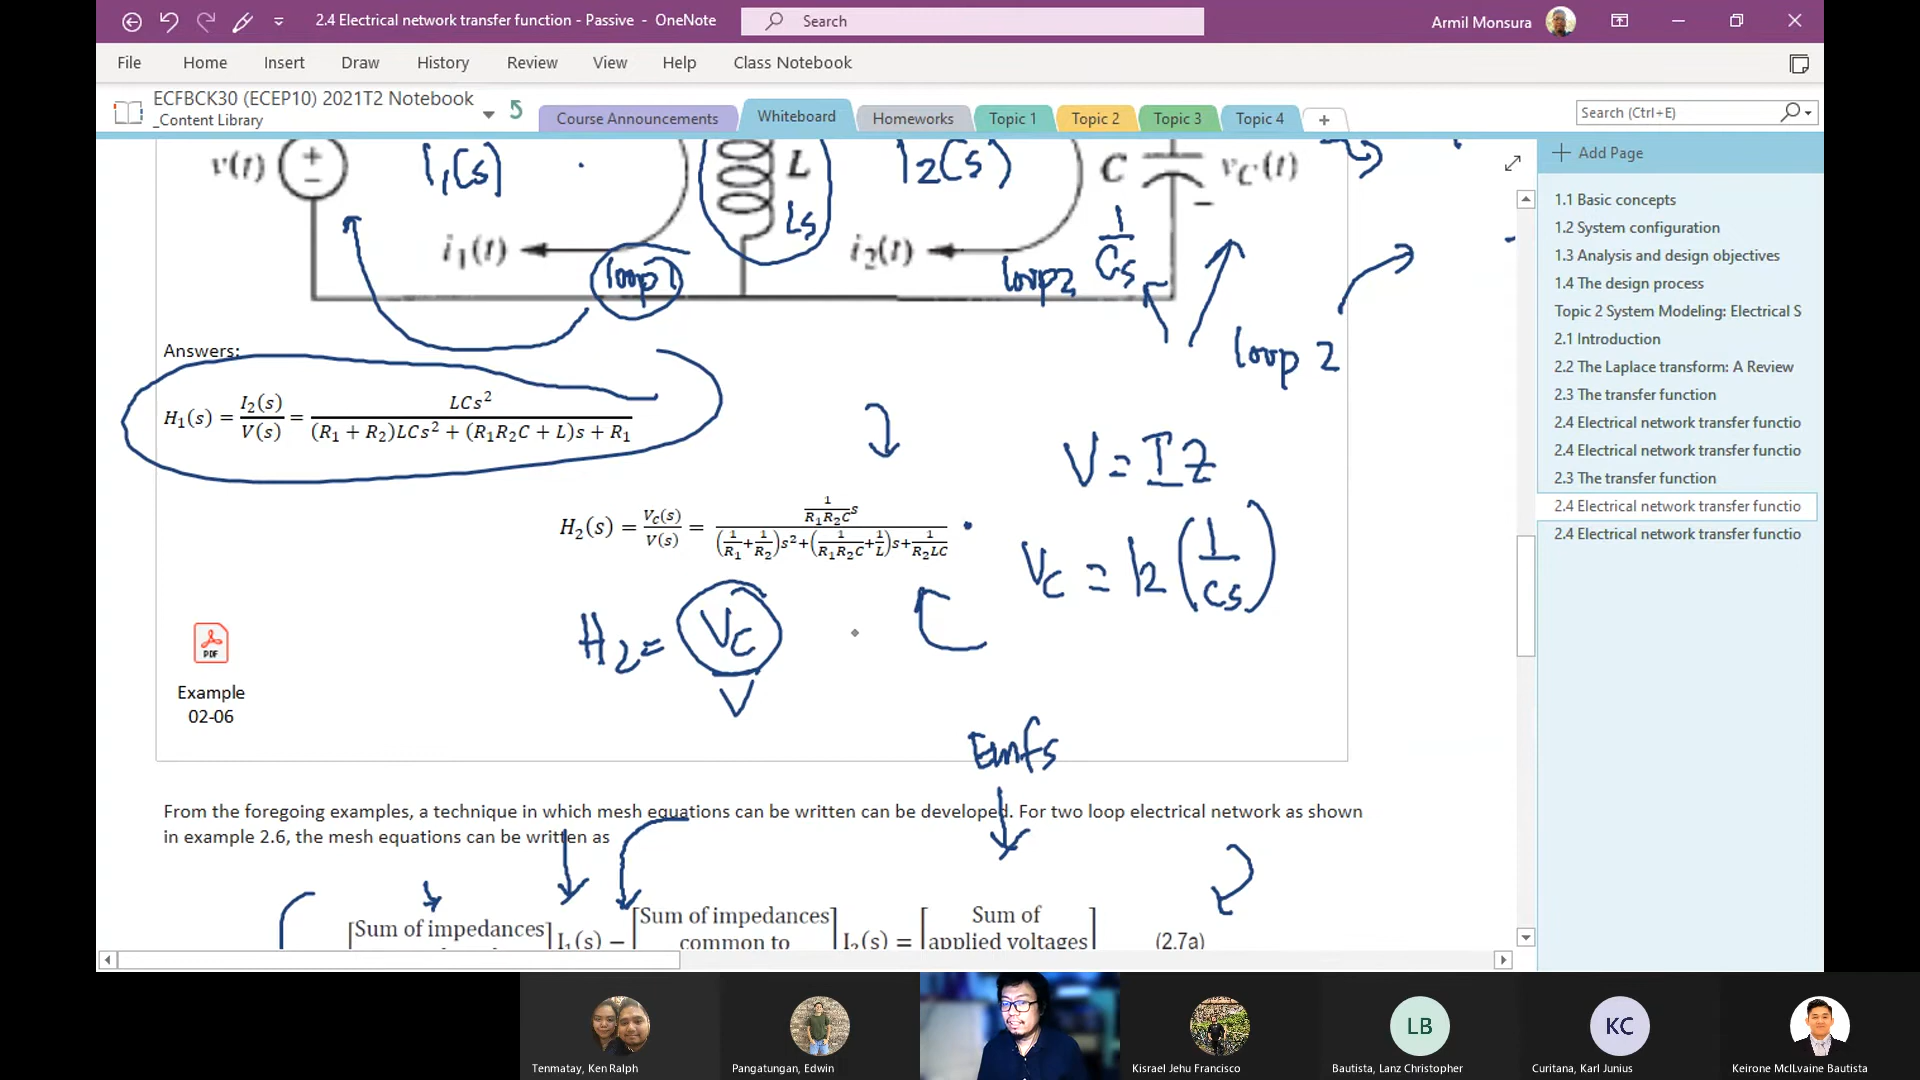 2.4 Electrical network transfer function - Passive - OneNote
Search
Armil Monsura
File Home Insert Draw History Review View Help Class Notebook
ECFBCK30 (ECEP10) 2021T2 Notebook
_Content Library
Course Announcements Whiteboard Homeworks Topic 1 Topic 2 Topic 3 Topic 4 +
Search (Ctrl+E)
Add Page
1.1 Basic concepts
1.2 System configuration
1.3 Analysis and design objectives
1.4 The design process
Topic 2 System Modeling: Electrical S
2.1 Introduction
2.2 The Laplace transform: A Review
2.3 The transfer function
2.4 Electrical network transfer functio
2.4 Electrical network transfer functio
2.3 The transfer function
2.4 Electrical network transfer functio
2.4 Electrical network transfer functio
v(t) + − I₁(s) L Ls I₂(s) C v_C(t) −
i₁(t) i₂(t) 1/Cs
loop 1 loop 2
loop 2
Answers:
H₁(s) = I₂(s)/V(s) = LCs²/((R₁ + R₂)LCs² + (R₁R₂C + L)s + R₁)
V = IZ
H₂(s) = V_C(s)/V(s) = (1/(R₁R₂C) s)/((1/R₁ + 1/R₂)s² + (1/(R₁R₂C) + 1/L)s + 1/(R₂LC))
V_C = I₂(1/Cs)
H₂ = V_C/V
PDF
Example
02-06
Emfs
From the foregoing examples, a technique in which mesh equations can be written can be developed. For two loop electrical network as shown
in example 2.6, the mesh equations can be written as
[Sum of impedances] I₁(s) − [Sum of impedances common to] I₂(s) = [Sum of applied voltages] (2.7a)
Tenmatay, Ken Ralph
Pangatungan, Edwin
Kisrael Jehu Francisco
LB
Bautista, Lanz Christopher
KC
Curitana, Karl Junius
Keirone McIlvaine Bautista